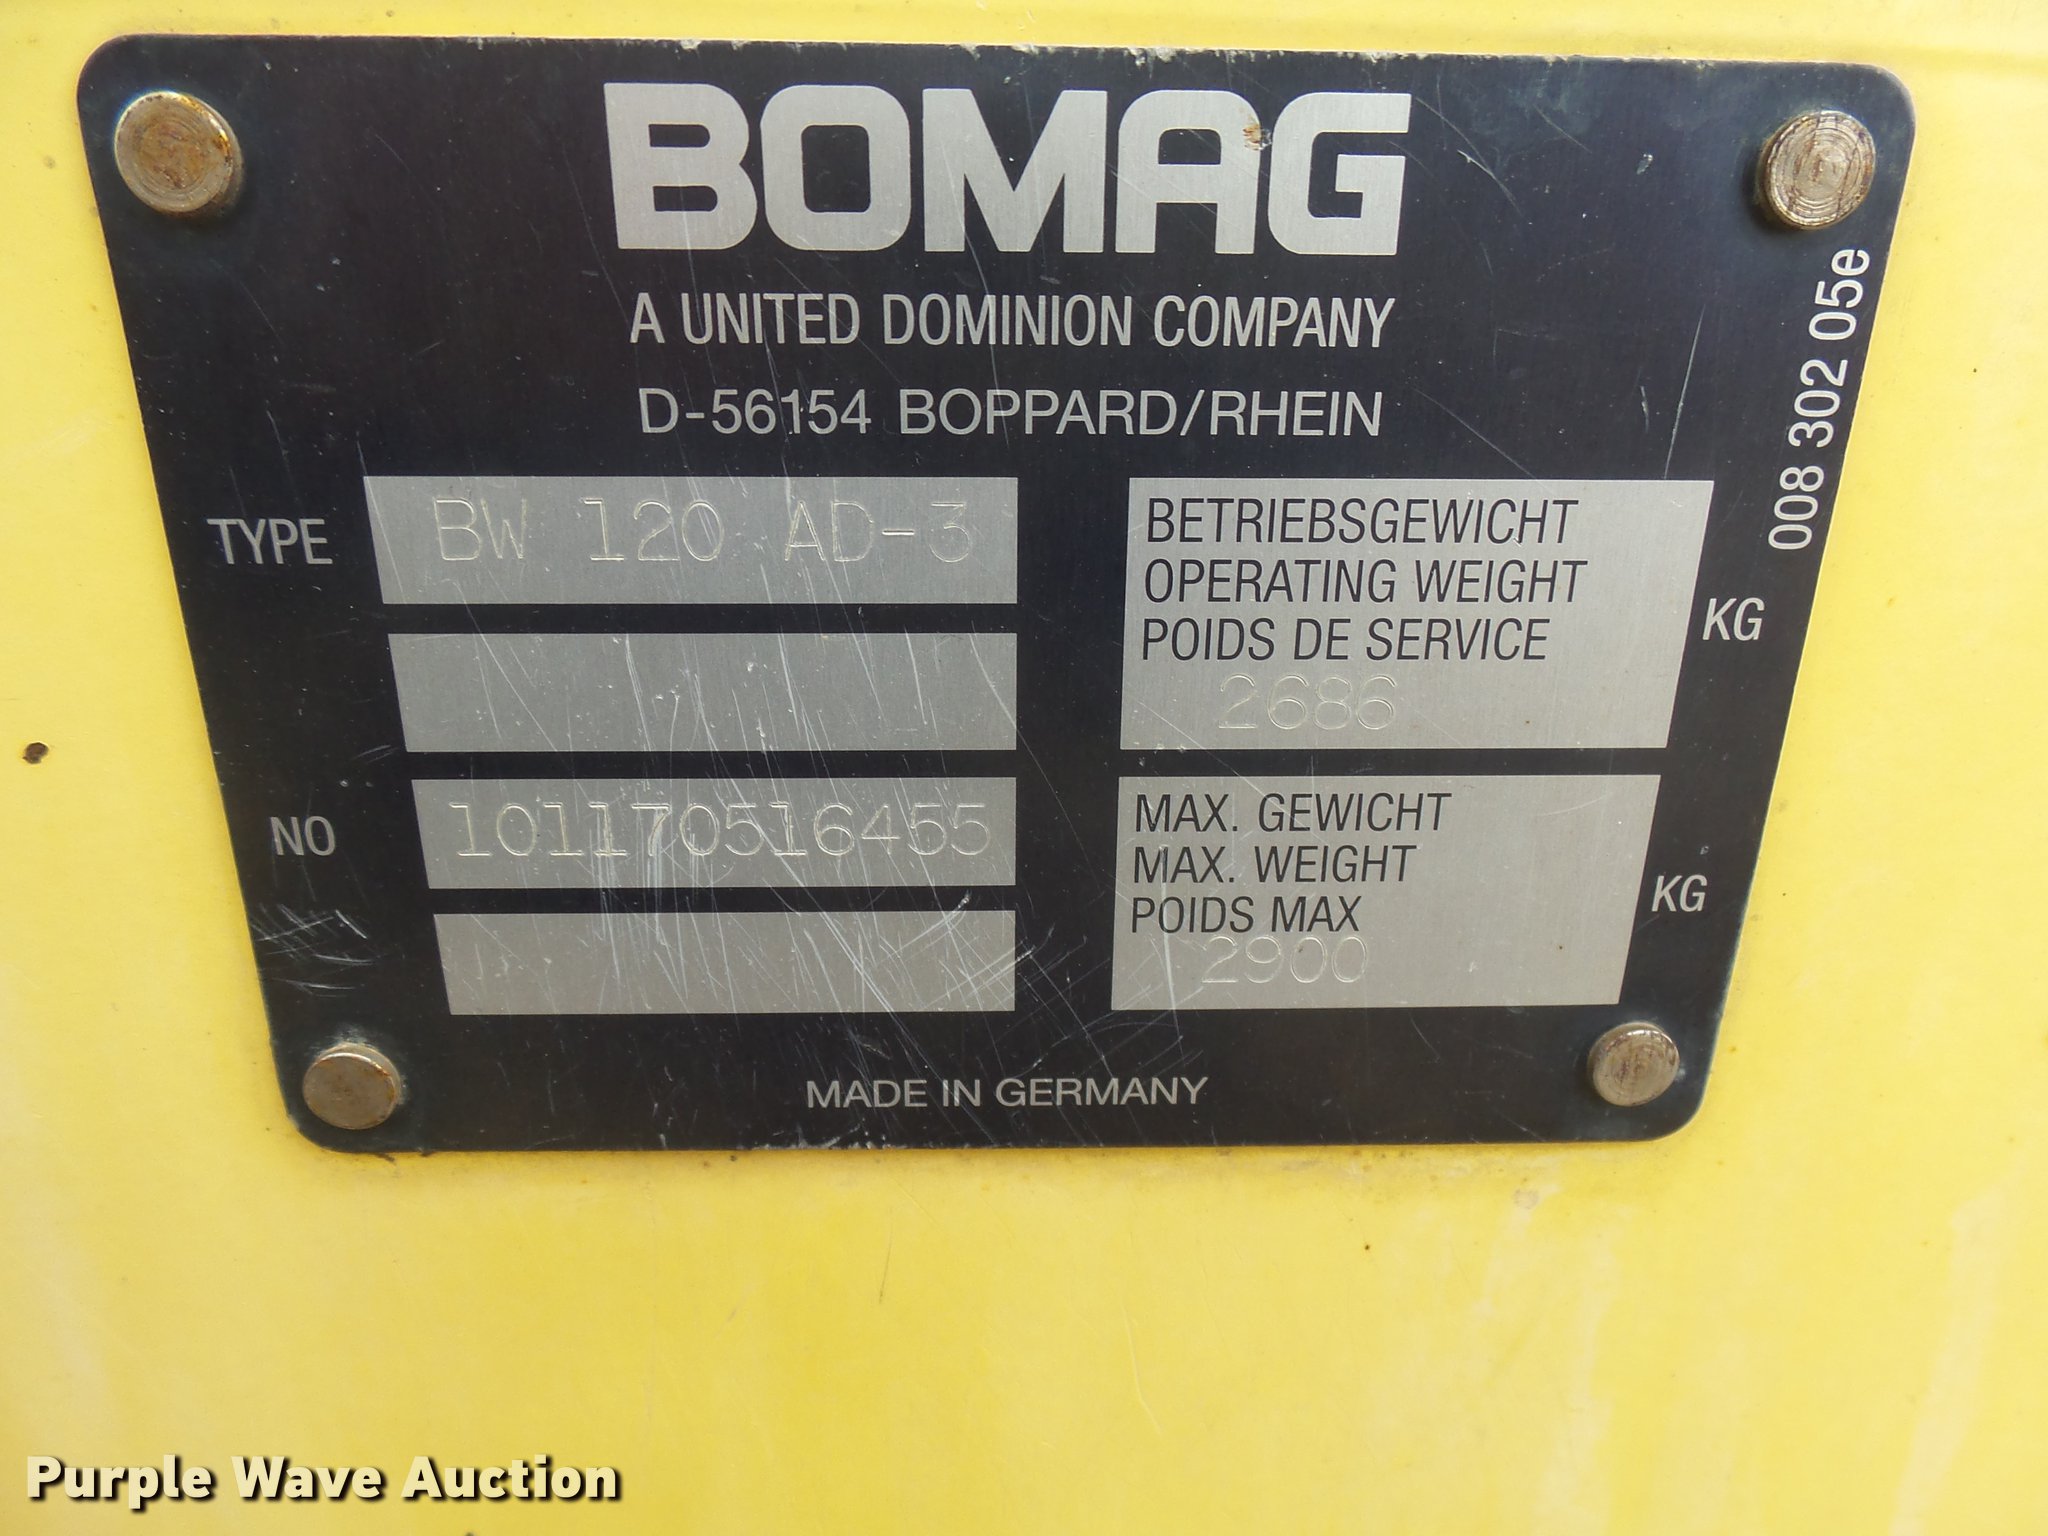 BOMAG
A UNITED DOMINION COMPANY
D-56154 BOPPARD/RHEIN
008 302 05e
TYPE BW 120 AD-3
NO 101170516455
BETRIEBSGEWICHT
OPERATING WEIGHT
POIDS DE SERVICE
2686 KG
MAX. GEWICHT
MAX. WEIGHT
POIDS MAX
2900 KG
MADE IN GERMANY
Purple Wave Auction